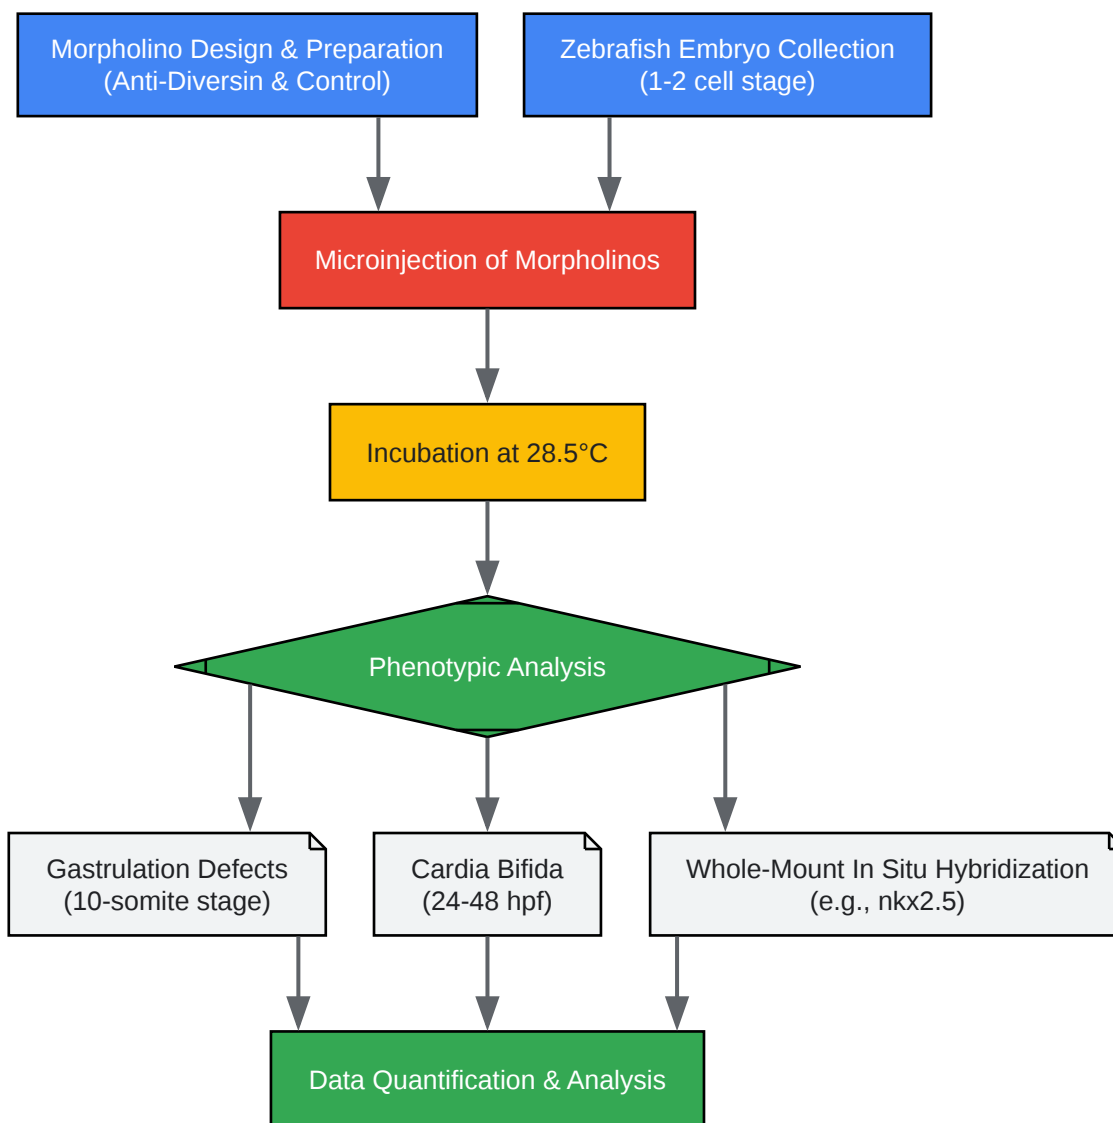 Morpholino Design & Preparation
(Anti-Diversin & Control)
Zebrafish Embryo Collection
(1-2 cell stage)
Microinjection of Morpholinos
Incubation at 28.5°C
Phenotypic Analysis
Gastrulation Defects
(10-somite stage)
Cardia Bifida
(24-48 hpf)
Whole-Mount In Situ Hybridization
(e.g., nkx2.5)
Data Quantification & Analysis